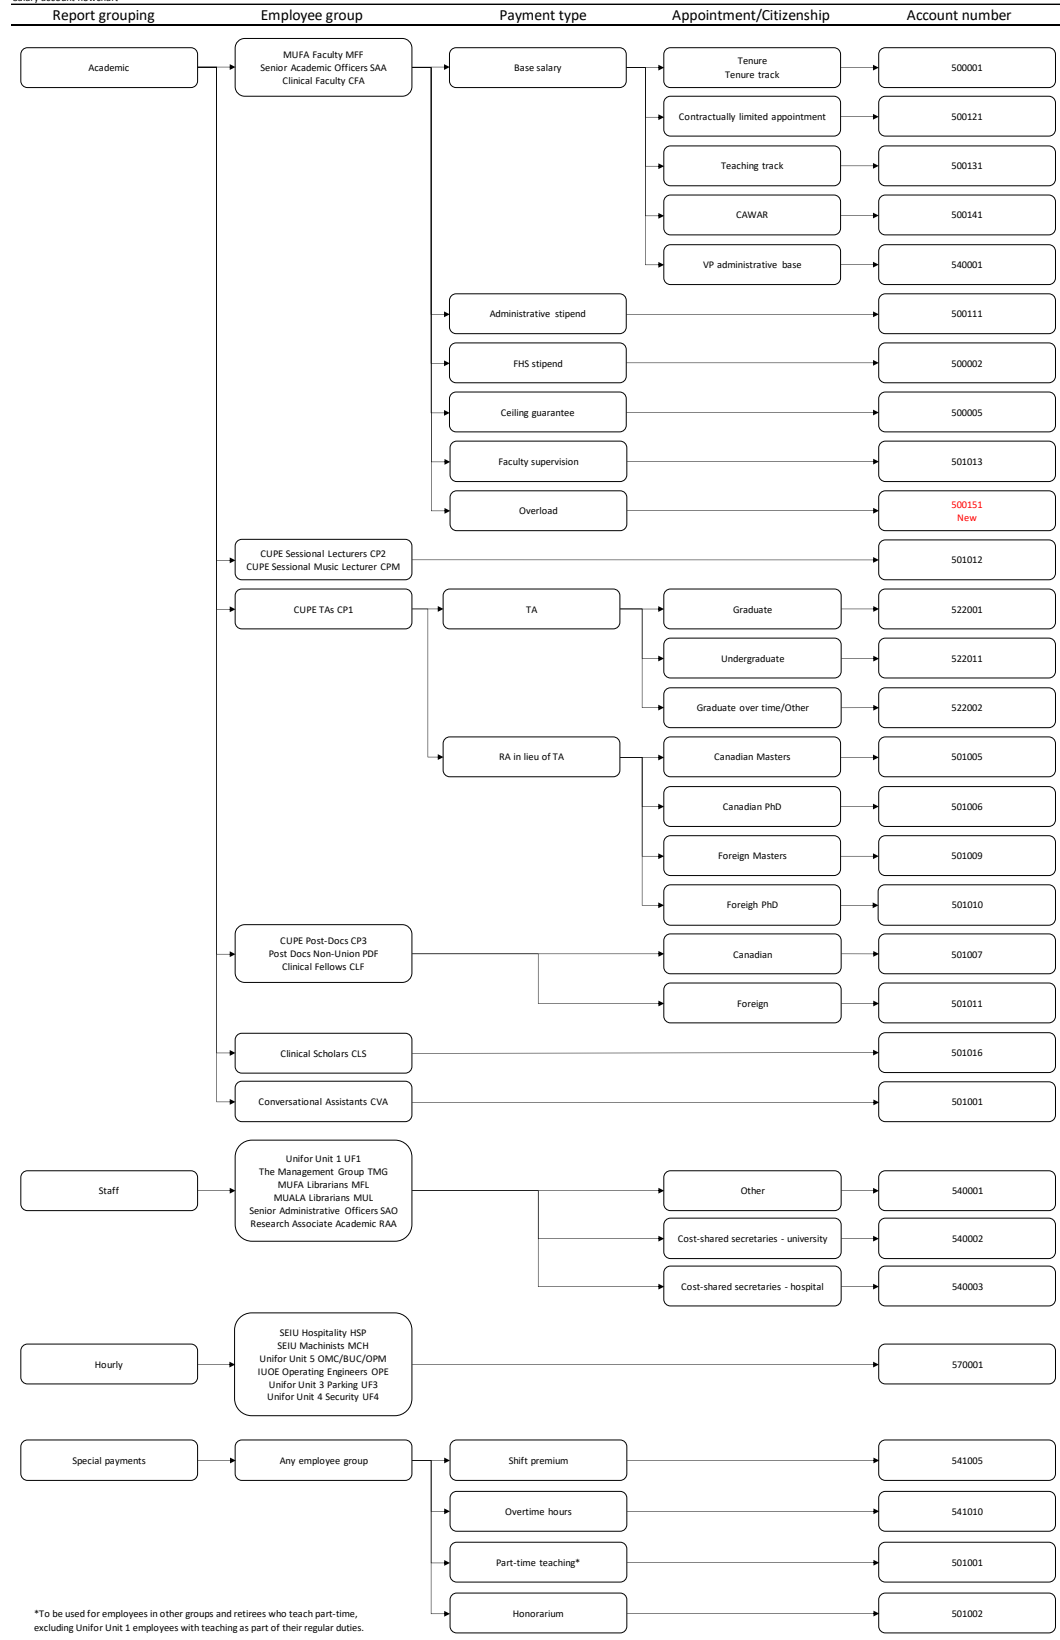 Salary account flowchart
Report grouping Employee group Payment type Appointment/Citizenship Account number
Academic
MUFA Faculty MFF
Senior Academic Officers SAA
Clinical Faculty CFA
Base salary
Tenure
Tenure track
500001
Contractually limited appointment
500121
Teaching track
500131
CAWAR
500141
VP administrative base
540001
Administrative stipend
500111
FHS stipend
500002
Ceiling guarantee
500005
Faculty supervision
501013
Overload
500151
New
CUPE Sessional Lecturers CP2
CUPE Sessional Music Lecturer CPM
501012
CUPE TAs CP1
TA
Graduate
522001
Undergraduate
522011
Graduate over time/Other
522002
RA in lieu of TA
Canadian Masters
501005
Canadian PhD
501006
Foreign Masters
501009
Foreigh PhD
501010
CUPE Post-Docs CP3
Post Docs Non-Union PDF
Clinical Fellows CLF
Canadian
501007
Foreign
501011
Clinical Scholars CLS
501016
Conversational Assistants CVA
501001
Staff
Unifor Unit 1 UF1
The Management Group TMG
MUFA Librarians MFL
MUALA Librarians MUL
Senior Administrative Officers SAO
Research Associate Academic RAA
Other
540001
Cost-shared secretaries - university
540002
Cost-shared secretaries - hospital
540003
Hourly
SEIU Hospitality HSP
SEIU Machinists MCH
Unifor Unit 5 OMC/BUC/OPM
IUOE Operating Engineers OPE
Unifor Unit 3 Parking UF3
Unifor Unit 4 Security UF4
570001
Special payments
Any employee group
Shift premium
541005
Overtime hours
541010
Part-time teaching*
501001
Honorarium
501002
*To be used for employees in other groups and retirees who teach part-time,
excluding Unifor Unit 1 employees with teaching as part of their regular duties.